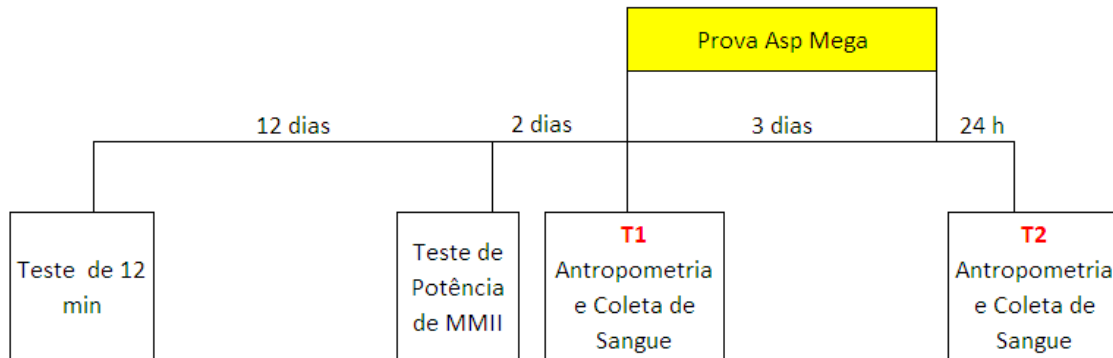 Prova Asp Mega
12 dias
2 dias
3 dias
24 h
Teste de 12
min
Teste de
Potência
de MMII
T1
Antropometria
e Coleta de
Sangue
T2
Antropometria
e Coleta de
Sangue